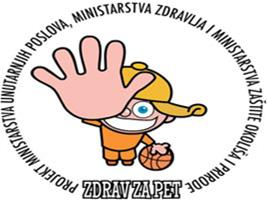 PROJEKT MINISTARSTVA UNUTARNJIH POSLOVA, MINISTARSTVA ZDRAVLJA I MINISTARSTVA ZAŠTITE OKOLIŠA I PRIRODE
ZDRAV ZA PET